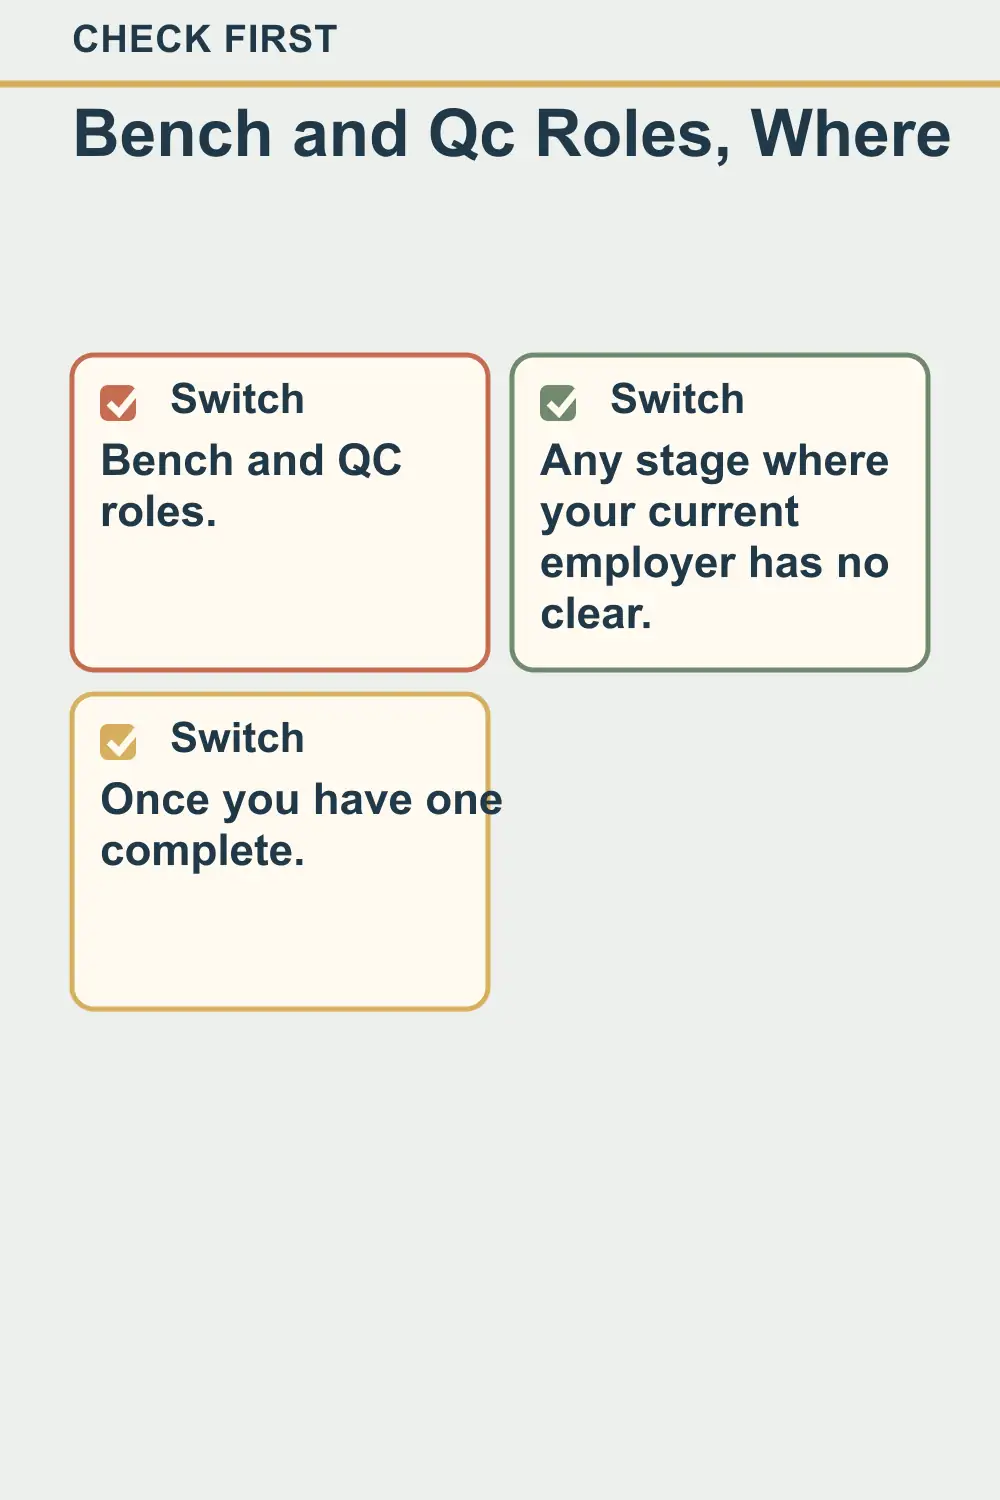 CHECK FIRST
Bench and Qc Roles, Where
Switch
Bench and QC
roles.
Switch
Any stage where
your current
employer has no
clear.
Switch
Once you have one
complete.